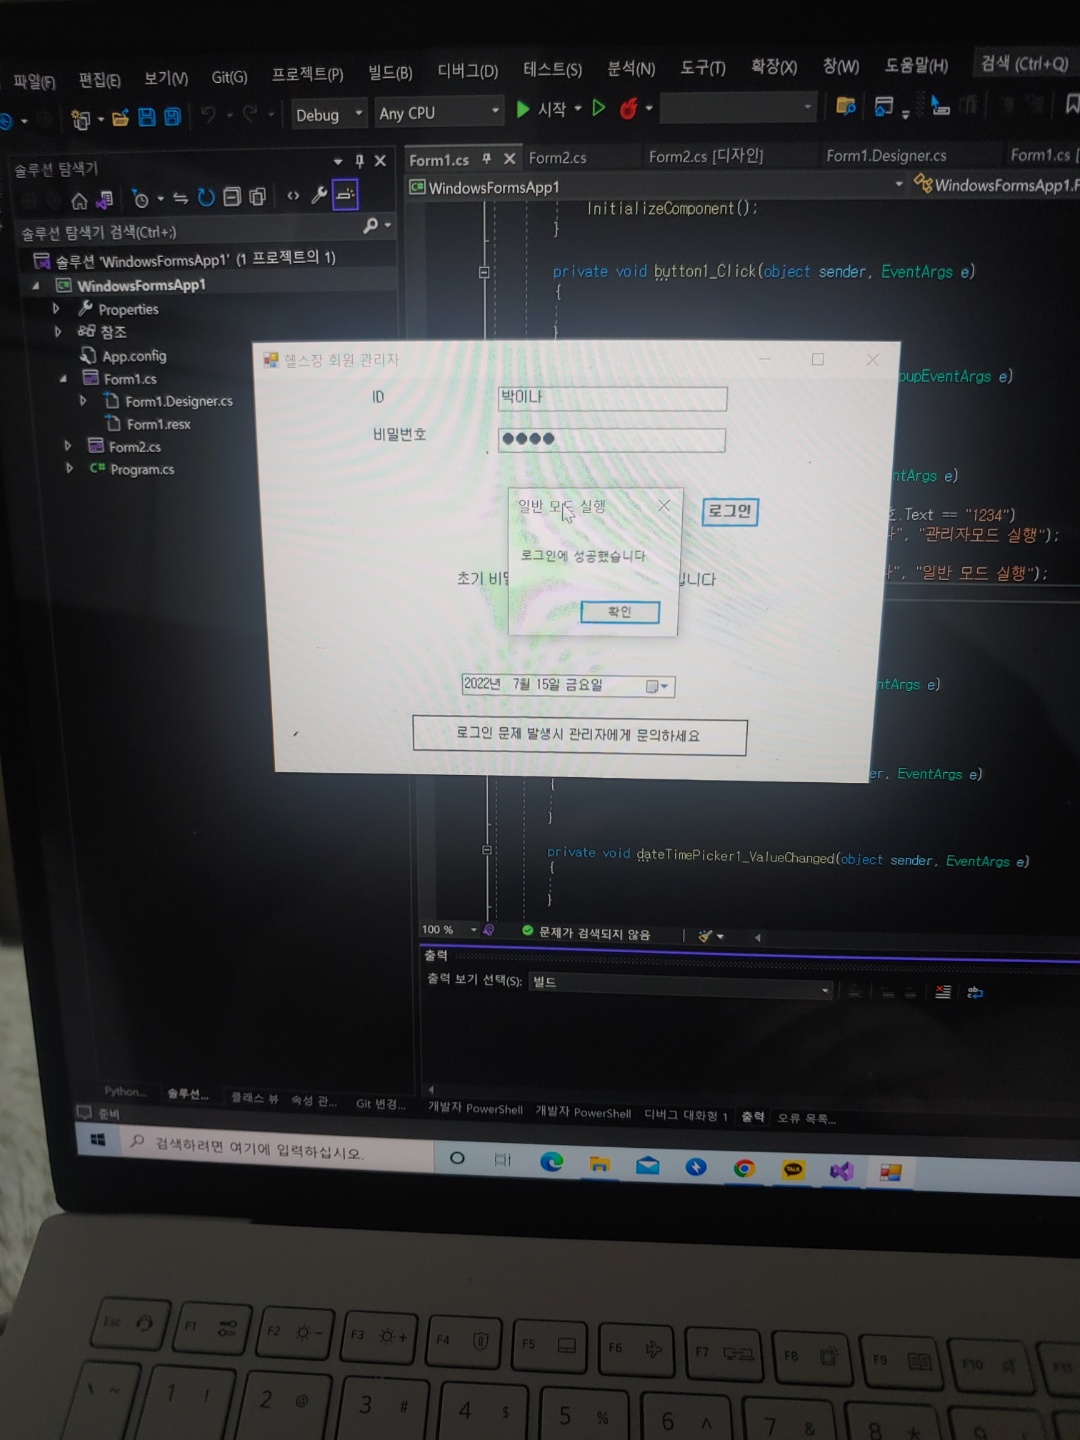 파일(F) 편집(E) 보기(V) Git(G) 프로젝트(P) 빌드(B) 디버그(D) 테스트(S) 분석(N) 도구(T) 확장(X) 창(W) 도움말(H) 검색 (Ctrl+Q)
Debug Any CPU 시작
솔루션 탐색기
Form1.cs Form2.cs Form2.cs [디자인] Form1.Designer.cs Form1.cs [
WindowsFormsApp1 WindowsFormsApp1.F
솔루션 탐색기 검색(Ctrl+;)
솔루션 'WindowsFormsApp1' (1 프로젝트의 1)
WindowsFormsApp1
Properties
참조
App.config
Form1.cs
Form1.Designer.cs
Form1.resx
Form2.cs
C# Program.cs
InitializeComponent();
}
private void button1_Click(object sender, EventArgs e)
{
}
opupEventArgs e)
ntArgs e)
.Text == "1234")
", "관리자모드 실행");
", "일반 모드 실행");
ntArgs e)
er, EventArgs e)
{
}
private void dateTimePicker1_ValueChanged(object sender, EventArgs e)
{
}
헬스장 회원 관리자
ID 박이나
비밀번호 ●●●●
로그인
일반 모드 실행
로그인에 성공했습니다
확인
초기 비 입니다
2022년 7월 15일 금요일
로그인 문제 발생시 관리자에게 문의하세요
100 % 문제가 검색되지 않음
출력
출력 보기 선택(S): 빌드
Python... 솔루션... 클래스 뷰 속성 관... Git 변경...
개발자 PowerShell 개발자 PowerShell 디버그 대화형 1 출력 오류 목록...
준비
검색하려면 여기에 입력하십시오.
TALK
Esc F1 F2 F3 F4 F5 F6 F7 F8 F9 F10
\ ~ 1 ! 2 @ 3 # 4 $ 5 % 6 ^ 7 & 8 * 9